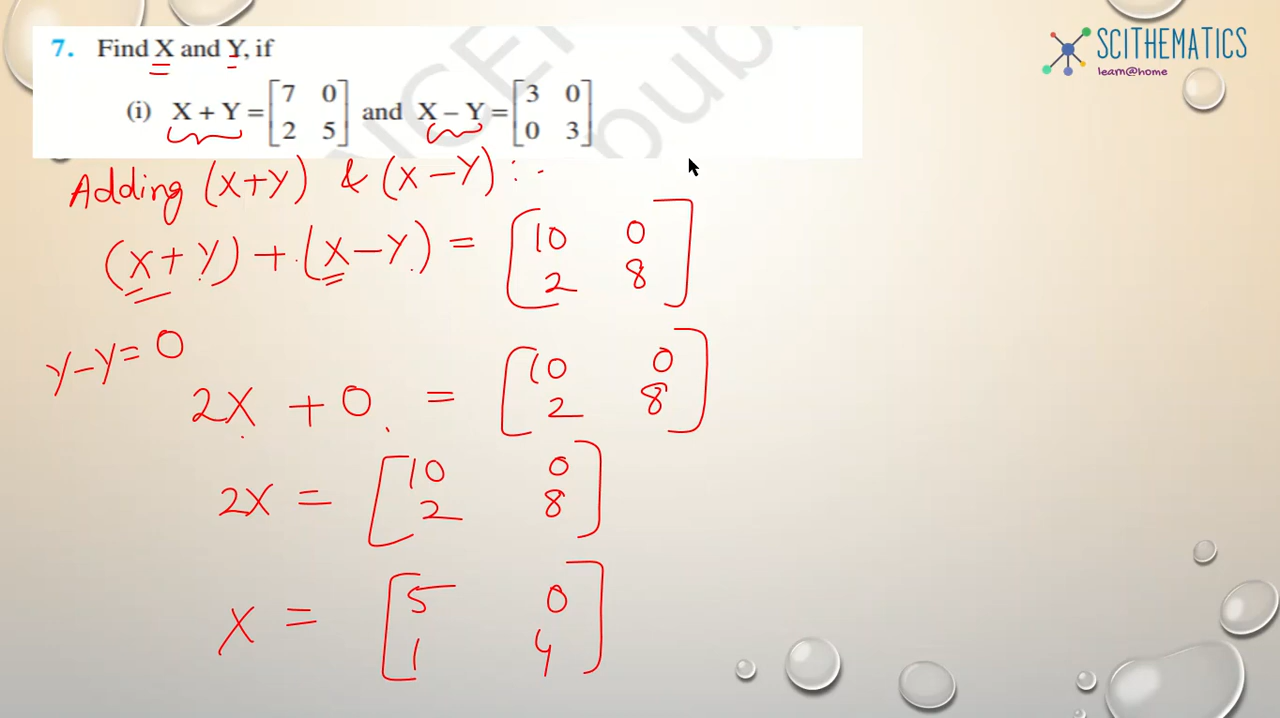 SCITHEMATICS
learn@home
7. Find X and Y, if
(i) X + Y = [7 0; 2 5] and X – Y = [3 0; 0 3]
Adding (X+Y) & (X–Y) :-
(X+Y) + (X–Y) = [10 0; 2 8]
Y–Y=0
2X + 0 = [10 0; 2 8]
2X = [10 0; 2 8]
X = [5 0; 1 4]